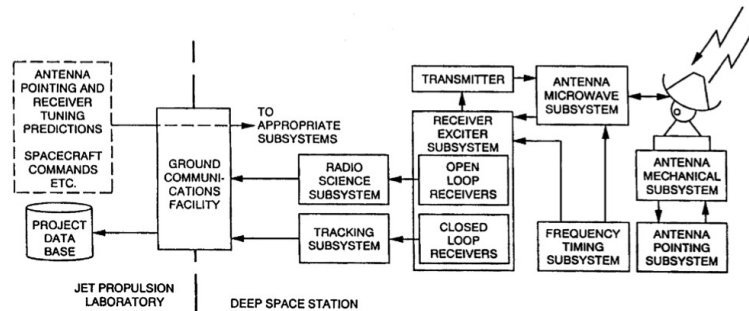 ANTENNA
POINTING AND
RECEIVER
TUNING
PREDICTIONS
SPACECRAFT
COMMANDS
ETC.
PROJECT
DATA
BASE
GROUND
COMMUNI-
CATIONS
FACILITY
TO
APPROPRIATE
SUBSYSTEMS
RADIO
SCIENCE
SUBSYSTEM
TRACKING
SUBSYSTEM
TRANSMITTER
RECEIVER
EXCITER
SUBSYSTEM
OPEN
LOOP
RECEIVERS
CLOSED
LOOP
RECEIVERS
ANTENNA
MICROWAVE
SUBSYSTEM
FREQUENCY
TIMING
SUBSYSTEM
ANTENNA
MECHANICAL
SUBSYSTEM
ANTENNA
POINTING
SUBSYSTEM
JET PROPULSION
LABORATORY
DEEP SPACE STATION